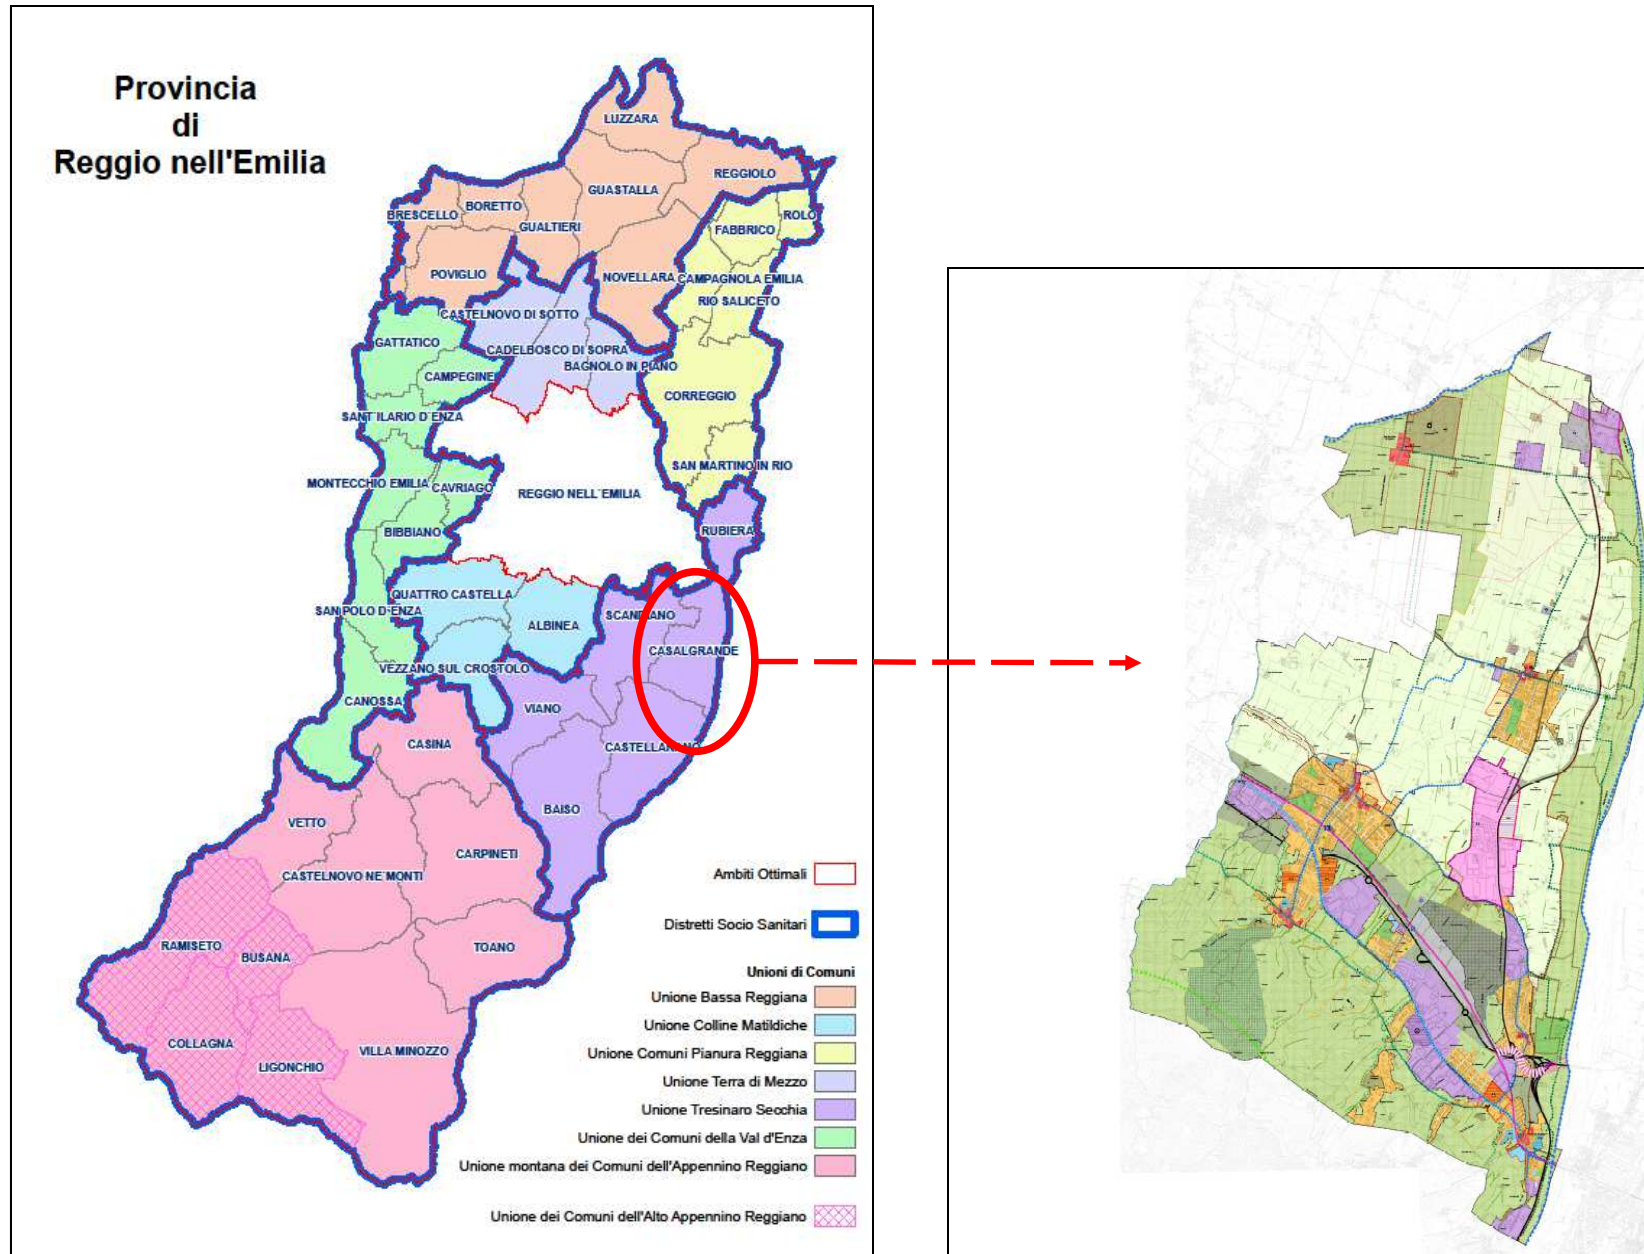 Provincia
di
Reggio nell'Emilia
LUZZARA
REGGIOLO
GUASTALLA
BORETTO
BRESCELLO
ROLO
GUALTIERI
FABBRICO
POVIGLIO
NOVELLARA
CAMPAGNOLA EMILIA
RIO SALICETO
CASTELNOVO DI SOTTO
GATTATICO
CADELBOSCO DI SOPRA
BAGNOLO IN PIANO
CAMPEGINE
CORREGGIO
SANT'ILARIO D'ENZA
SAN MARTINO IN RIO
MONTECCHIO EMILIA
CAVRIAGO
REGGIO NELL'EMILIA
BIBBIANO
RUBIERA
QUATTRO CASTELLA
SAN POLO D'ENZA
ALBINEA
SCANDIANO
CASALGRANDE
VEZZANO SUL CROSTOLO
CANOSSA
VIANO
CASINA
CASTELLARANO
BAISO
VETTO
CARPINETI
CASTELNOVO NE' MONTI
RAMISETO
BUSANA
TOANO
COLLAGNA
LIGONCHIO
VILLA MINOZZO
Ambiti Ottimali
Distretti Socio Sanitari
Unioni di Comuni
Unione Bassa Reggiana
Unione Colline Matildiche
Unione Comuni Pianura Reggiana
Unione Terra di Mezzo
Unione Tresinaro Secchia
Unione dei Comuni della Val d'Enza
Unione montana dei Comuni dell'Appennino Reggiano
Unione dei Comuni dell'Alto Appennino Reggiano